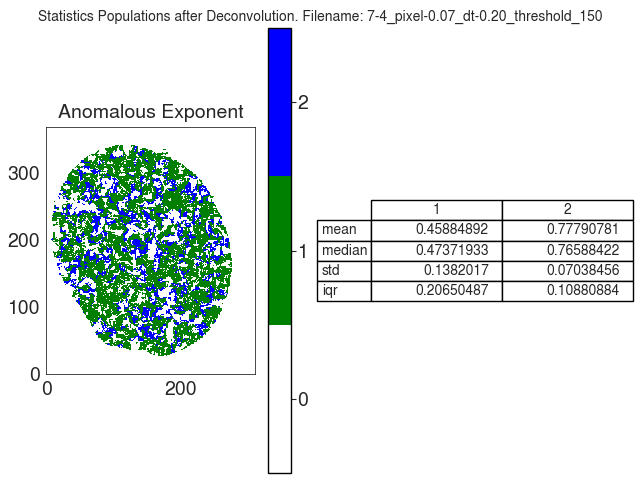 Statistics Populations after Deconvolution. Filename: 7-4_pixel-0.07_dt-0.20_threshold_150
Anomalous Exponent
300
200
100
0
0 200
2
1
0
1 2
mean 0.45884892 0.77790781
median 0.47371933 0.76588422
std 0.1382017 0.07038456
iqr 0.20650487 0.10880884